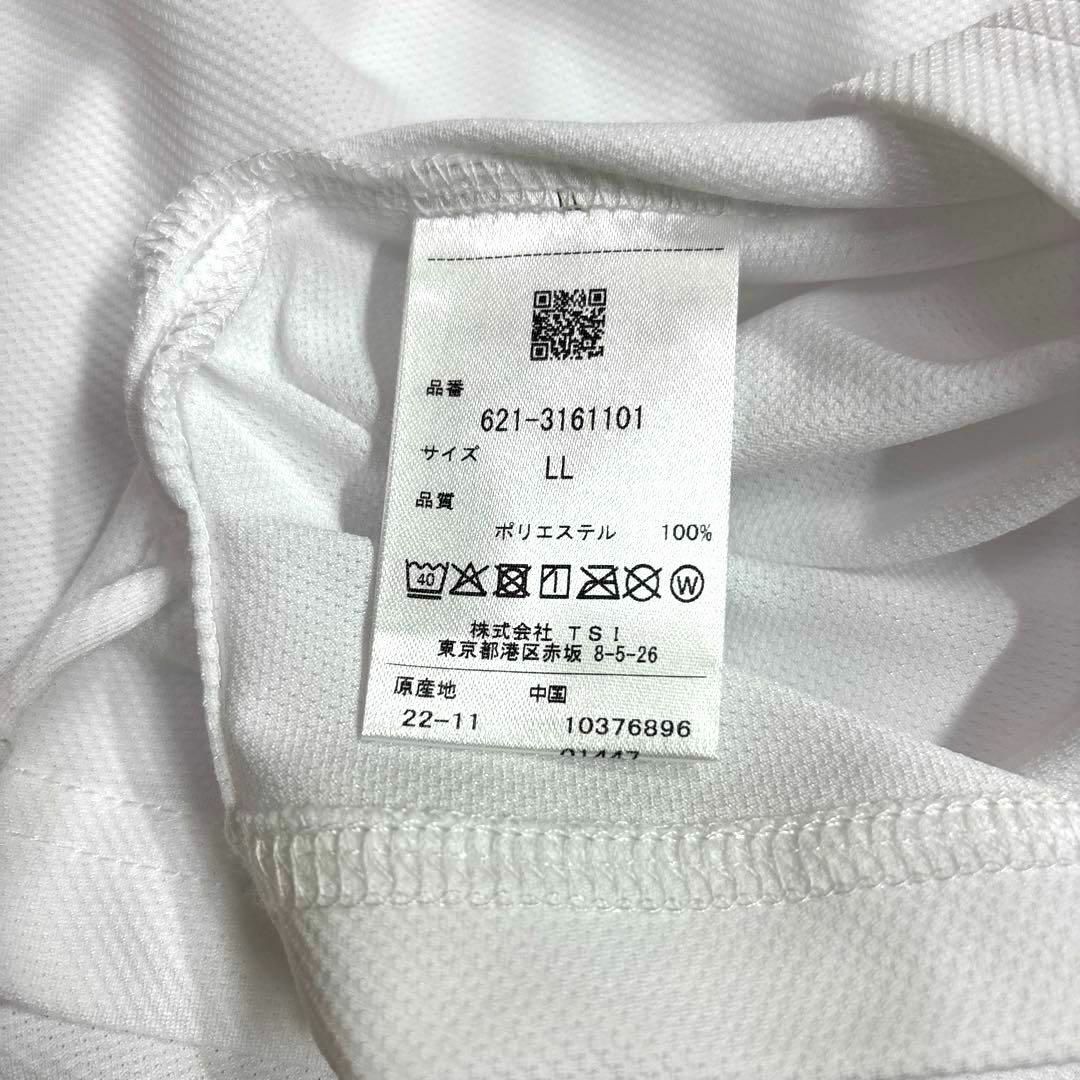 品番
621-3161101
サイズ
LL
品質
ポリエステル 100%
40
W
株式会社 TSI
東京都港区赤坂 8-5-26
原産地 中国
22-11 10376896